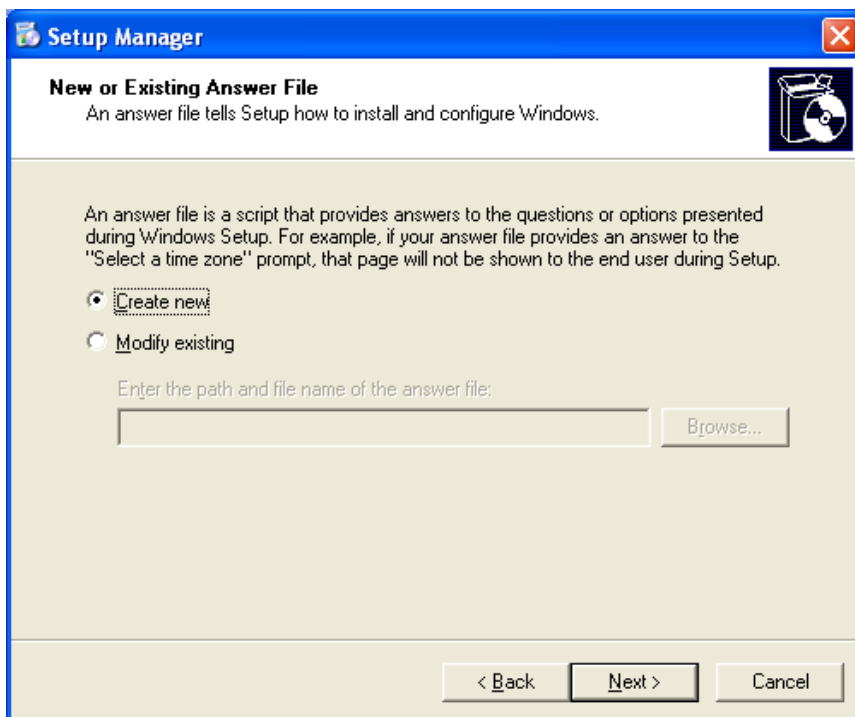 Setup Manager
New or Existing Answer File
An answer file tells Setup how to install and configure Windows.
An answer file is a script that provides answers to the questions or options presented
during Windows Setup. For example, if your answer file provides an answer to the
"Select a time zone" prompt, that page will not be shown to the end user during Setup.
Create new
Modify existing
Enter the path and file name of the answer file:
Browse...
< Back Next > Cancel